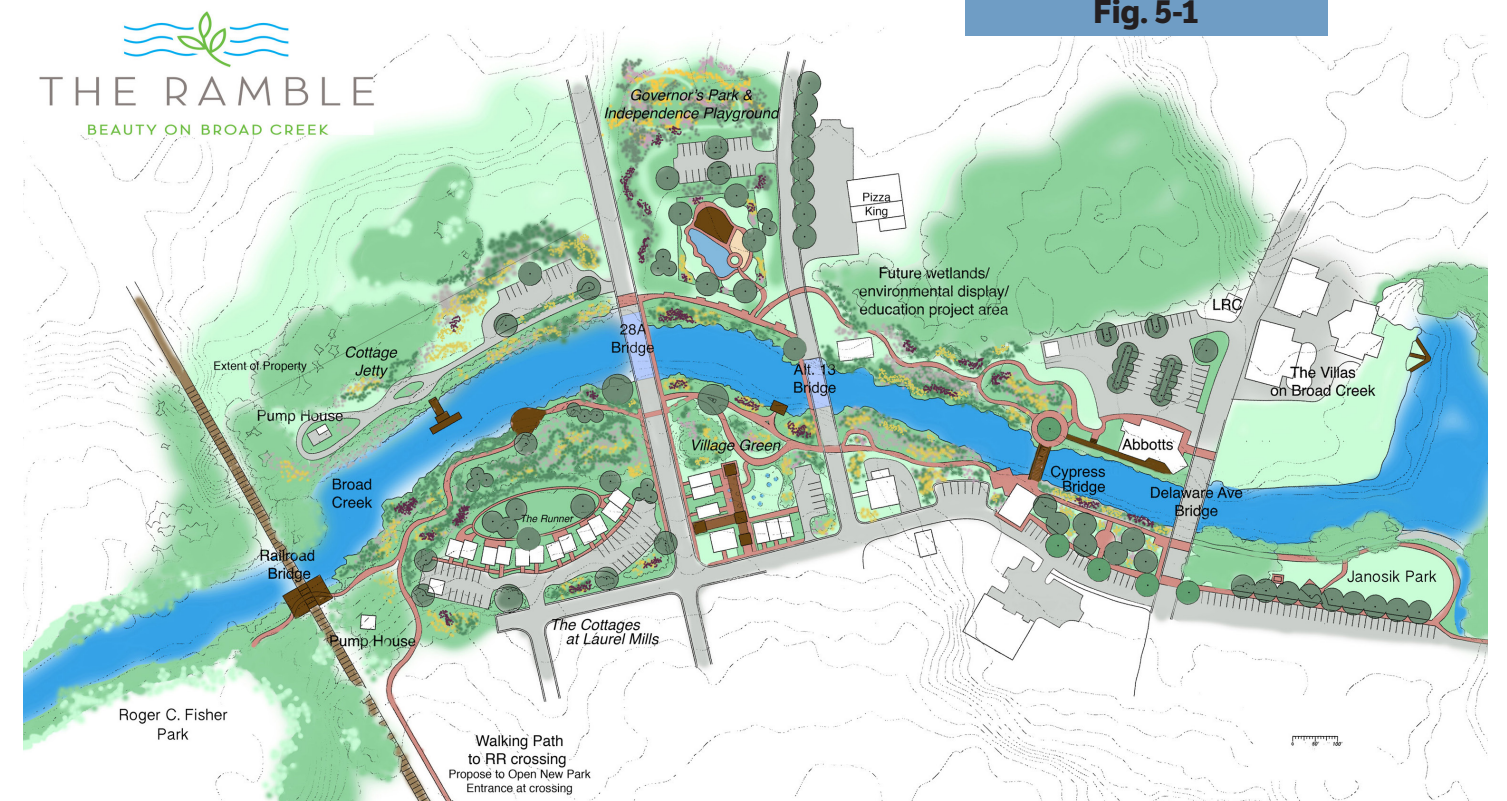 Fig. 5-1
THE RAMBLE
BEAUTY ON BROAD CREEK
Governor's Park &
Independence Playground
Pizza
King
Future wetlands/
environmental display/
education project area
LRC
28A
Bridge
Cottage
Jetty
Extent of Property
Alt. 13
Bridge
The Villas
on Broad Creek
Pump House
Village Green
Abbotts
Broad
Creek
Cypress
Bridge
Delaware Ave
Bridge
The Runner
Railroad
Bridge
Janosik Park
Pump House
The Cottages
at Laurel Mills
Roger C. Fisher
Park
Walking Path
to RR crossing
Propose to Open New Park
Entrance at crossing
0 50' 100'